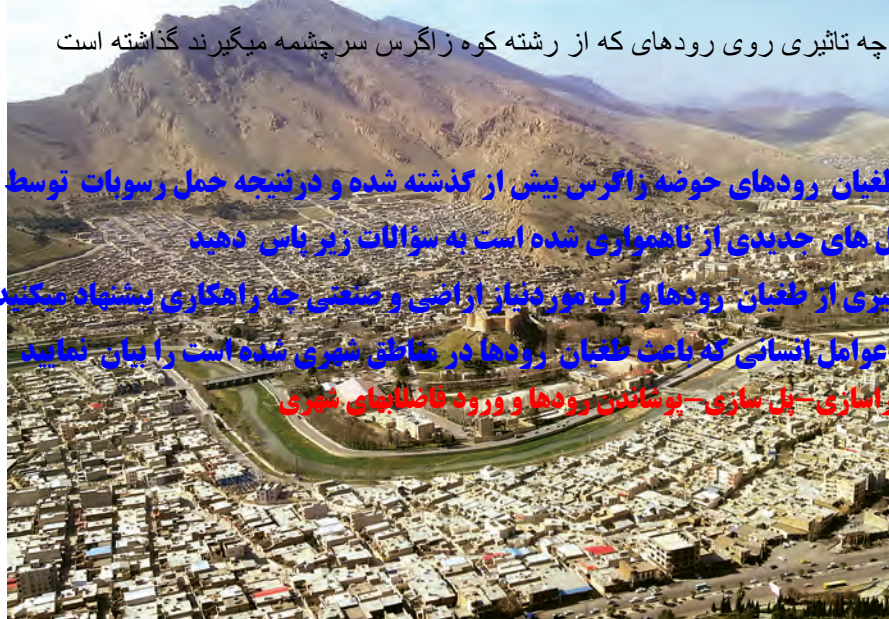 چه تاثیری روی رودهای که از رشته کوه زاگرس سرچشمه میگیرند گذاشته است
طغیان رودهای حوضه زاگرس بیش از گذشته شده و درنتیجه حمل رسوبات توسط
های جدیدی از ناهمواری شده است به سؤالات زیر پاس دهید
از طغیان رودها و آب موردنیاز اراضی و صنعتی چه راهکاری پیشنهاد میکنید
عوامل انسانی که باعث طغیان رودها در مناطق شهری شده است را بیان نمایید
–پل سازی–پوشاندن رودها و ورود فاضلابهای شهری